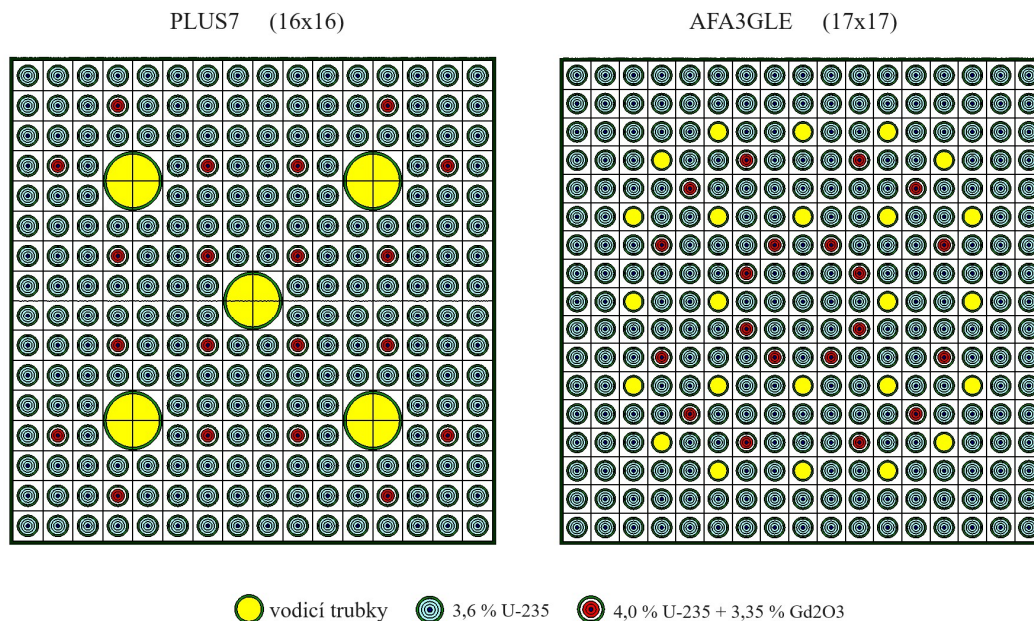 PLUS7 (16x16) AFA3GLE (17x17)
vodicí trubky 3,6 % U-235 4,0 % U-235 + 3,35 % Gd2O3